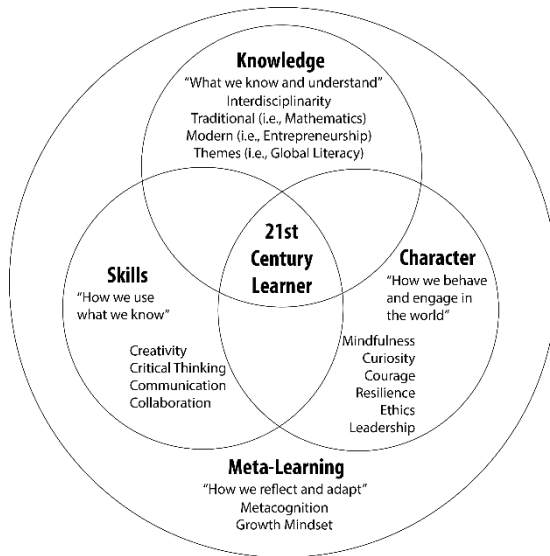 Knowledge
“What we know and understand”
Interdisciplinarity
Traditional (i.e., Mathematics)
Modern (i.e., Entrepreneurship)
Themes (i.e., Global Literacy)
21st
Century
Learner
Skills
“How we use
what we know”
Creativity
Critical Thinking
Communication
Collaboration
Character
“How we behave
and engage in
the world”
Mindfulness
Curiosity
Courage
Resilience
Ethics
Leadership
Meta-Learning
“How we reflect and adapt”
Metacognition
Growth Mindset